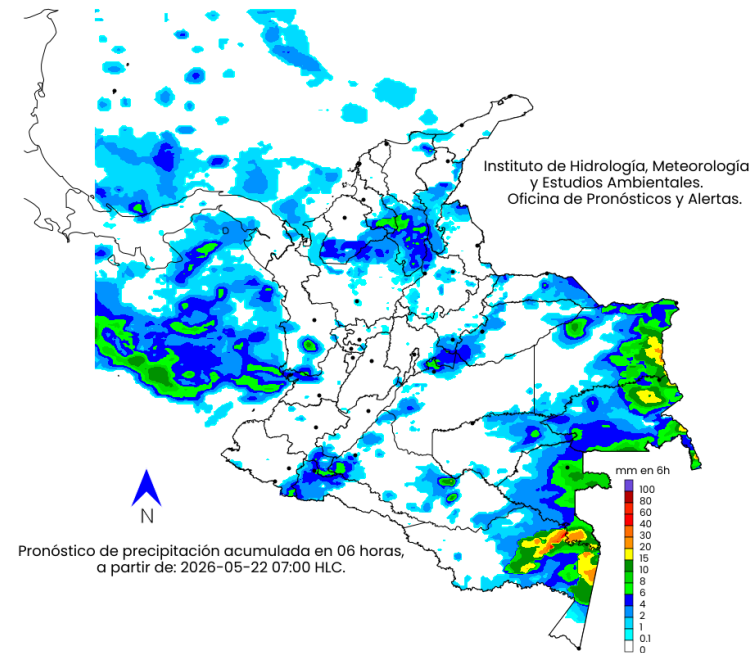 Instituto de Hidrología, Meteorología
y Estudios Ambientales.
Oficina de Pronósticos y Alertas.
mm en 6h
100
80
60
40
30
20
15
10
8
6
4
2
1
0.1
0
N
Pronóstico de precipitación acumulada en 06 horas,
a partir de: 2026-05-22 07:00 HLC.